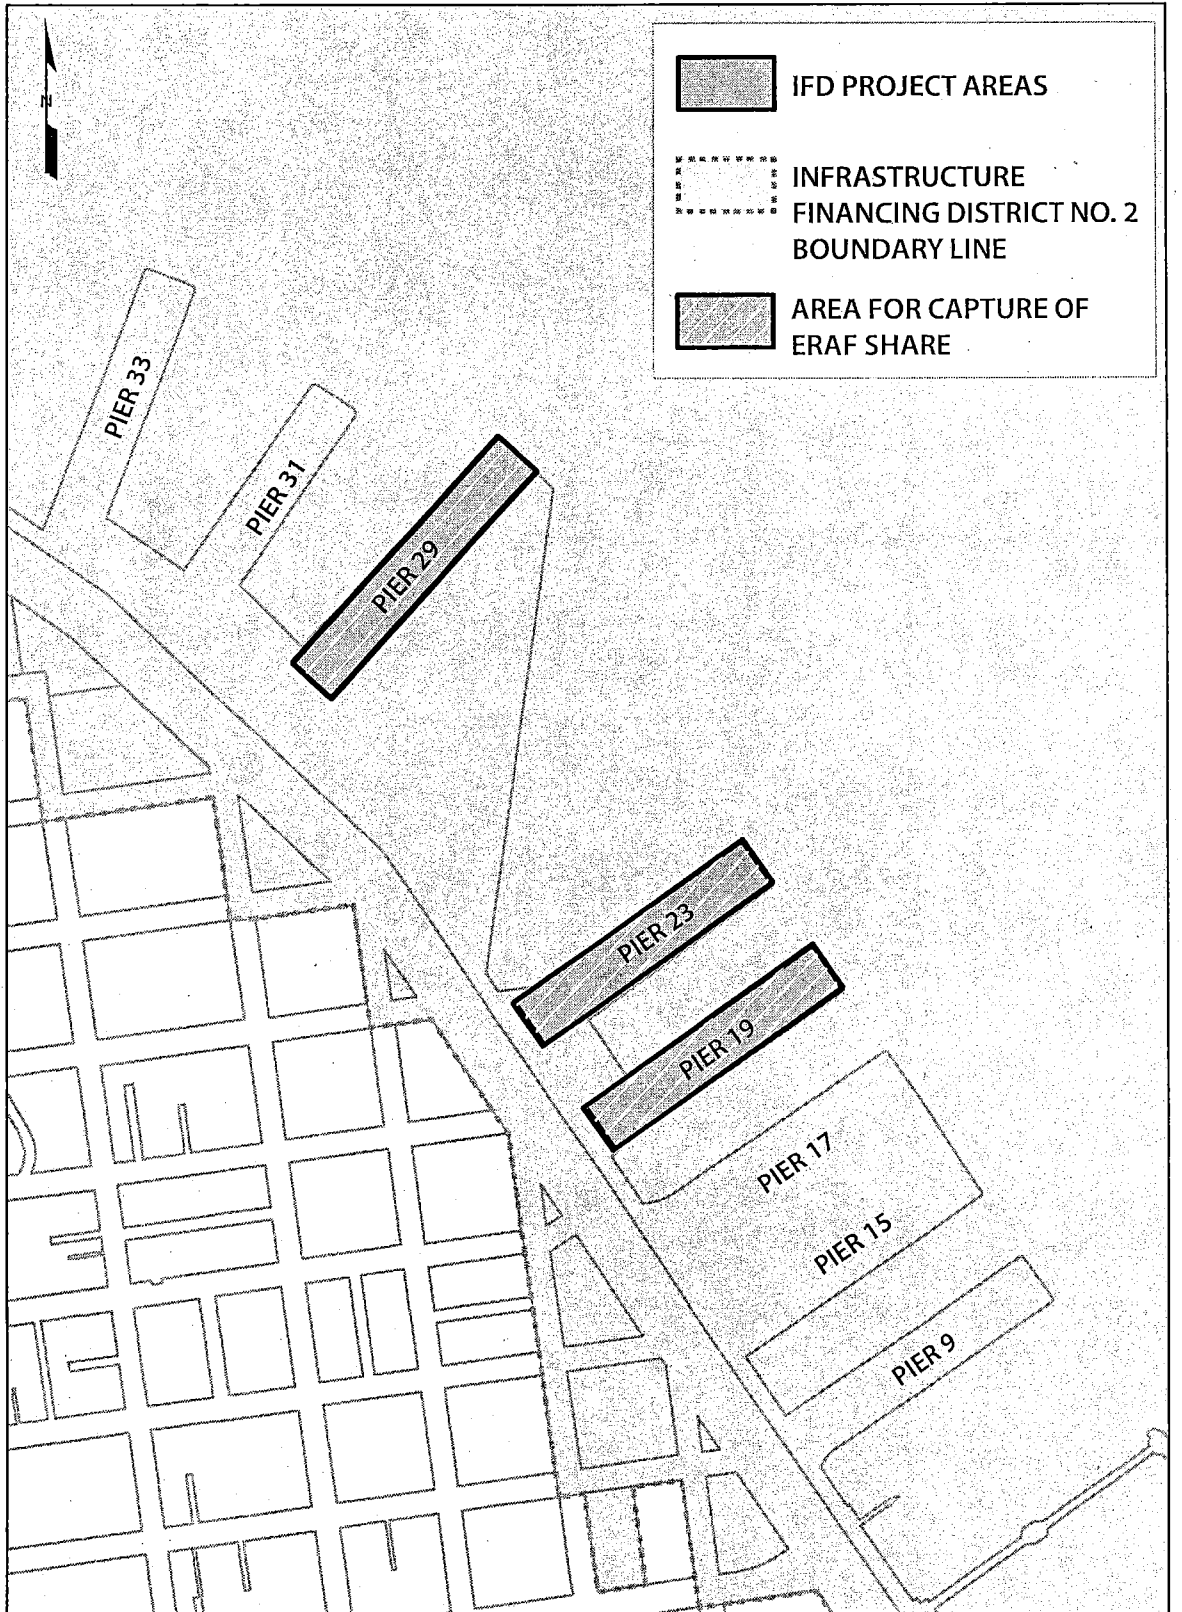 N
IFD PROJECT AREAS
INFRASTRUCTURE
FINANCING DISTRICT NO. 2
BOUNDARY LINE
AREA FOR CAPTURE OF
ERAF SHARE
PIER 33
PIER 31
PIER 29
PIER 23
PIER 19
PIER 17
PIER 15
PIER 9